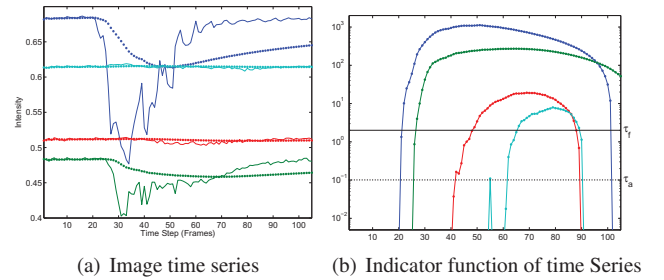 0.65
0.6
0.55
0.5
0.45
0.4
Intensity
10 20 30 40 50 60 70 80 90 100
Time Step (Frames)
(a) Image time series
10³
10²
10¹
10⁰
10⁻¹
10⁻²
τf
τa
10 20 30 40 50 60 70 80 90 100
(b) Indicator function of time Series